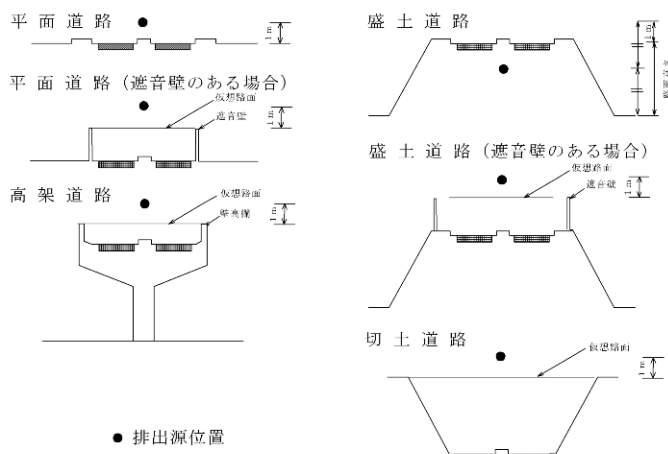 平面道路
1m
平面道路(遮音壁のある場合)
仮想路面
遮音壁
1m
高架道路
仮想路面
壁高欄
1m
● 排出源位置
盛土道路
1m
盛土道路(遮音壁のある場合)
仮想路面
遮音壁
1m
切土道路
仮想路面
1m